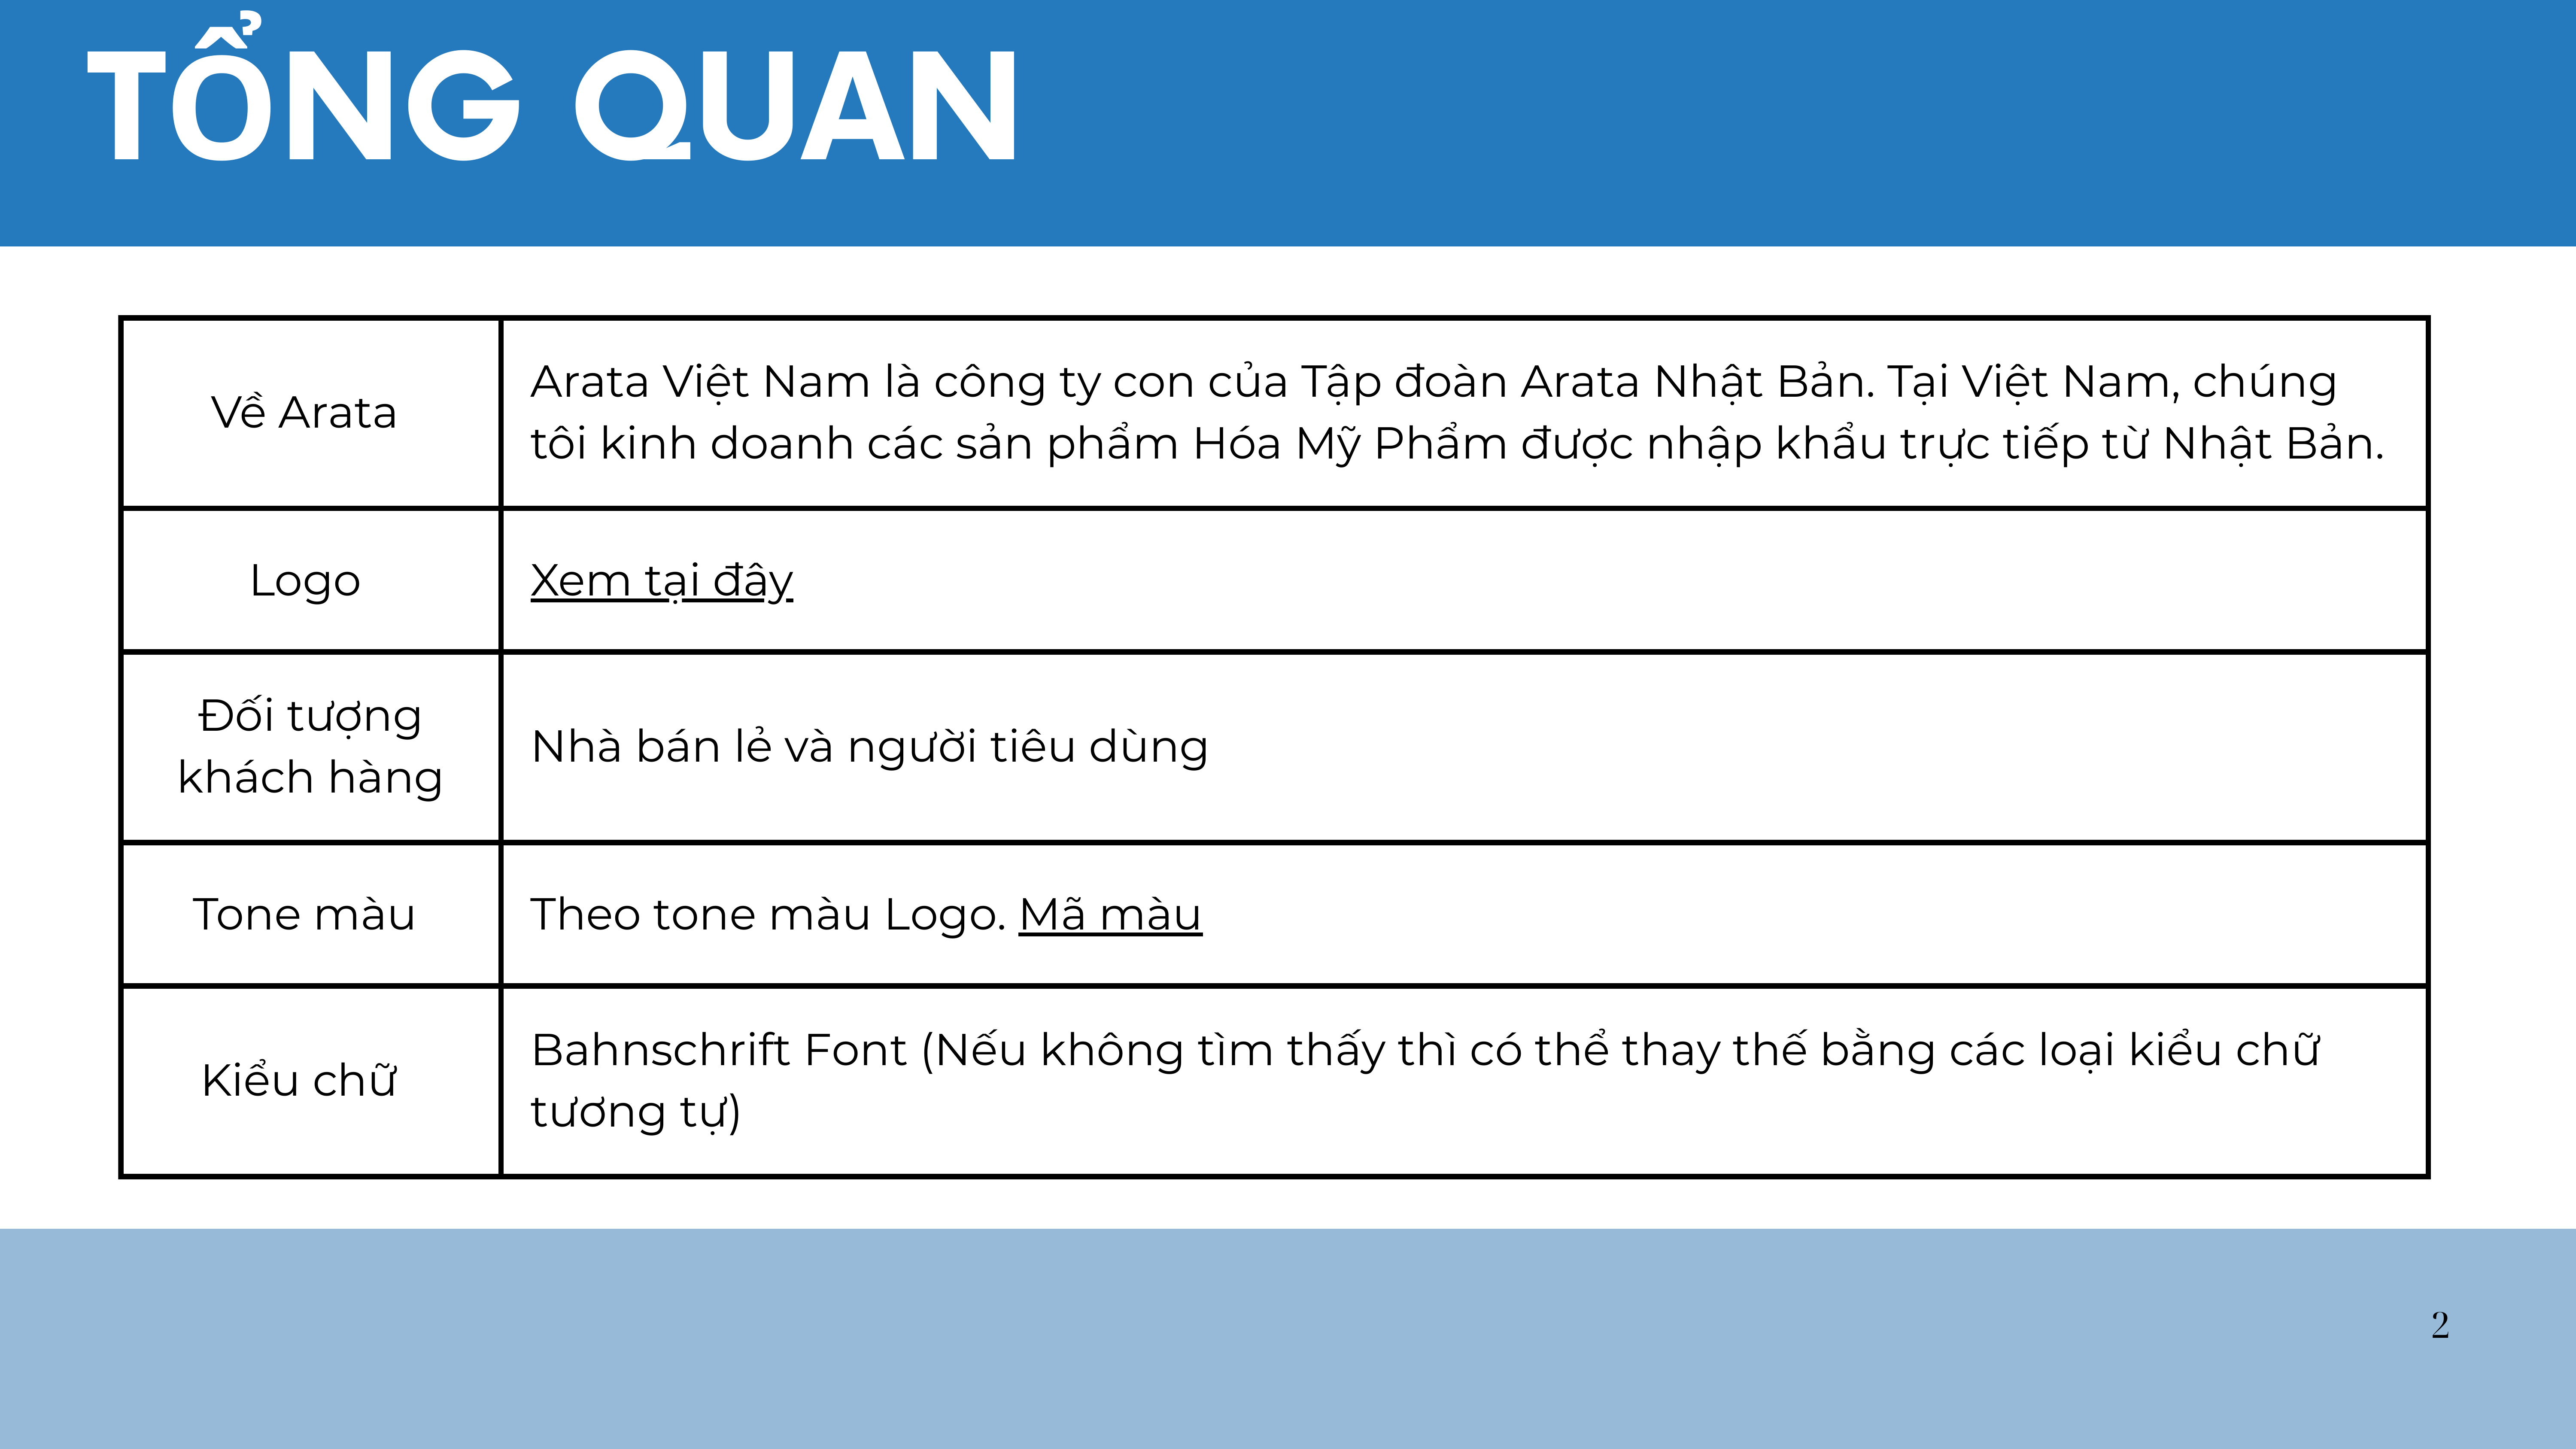 TỔNG QUAN
Về Arata
Arata Việt Nam là công ty con của Tập đoàn Arata Nhật Bản. Tại Việt Nam, chúng
tôi kinh doanh các sản phẩm Hóa Mỹ Phẩm được nhập khẩu trực tiếp từ Nhật Bản.
Logo
Xem tại đây
Đối tượng
khách hàng
Nhà bán lẻ và người tiêu dùng
Tone màu
Theo tone màu Logo. Mã màu
Kiểu chữ
Bahnschrift Font (Nếu không tìm thấy thì có thể thay thế bằng các loại kiểu chữ
tương tự)
2